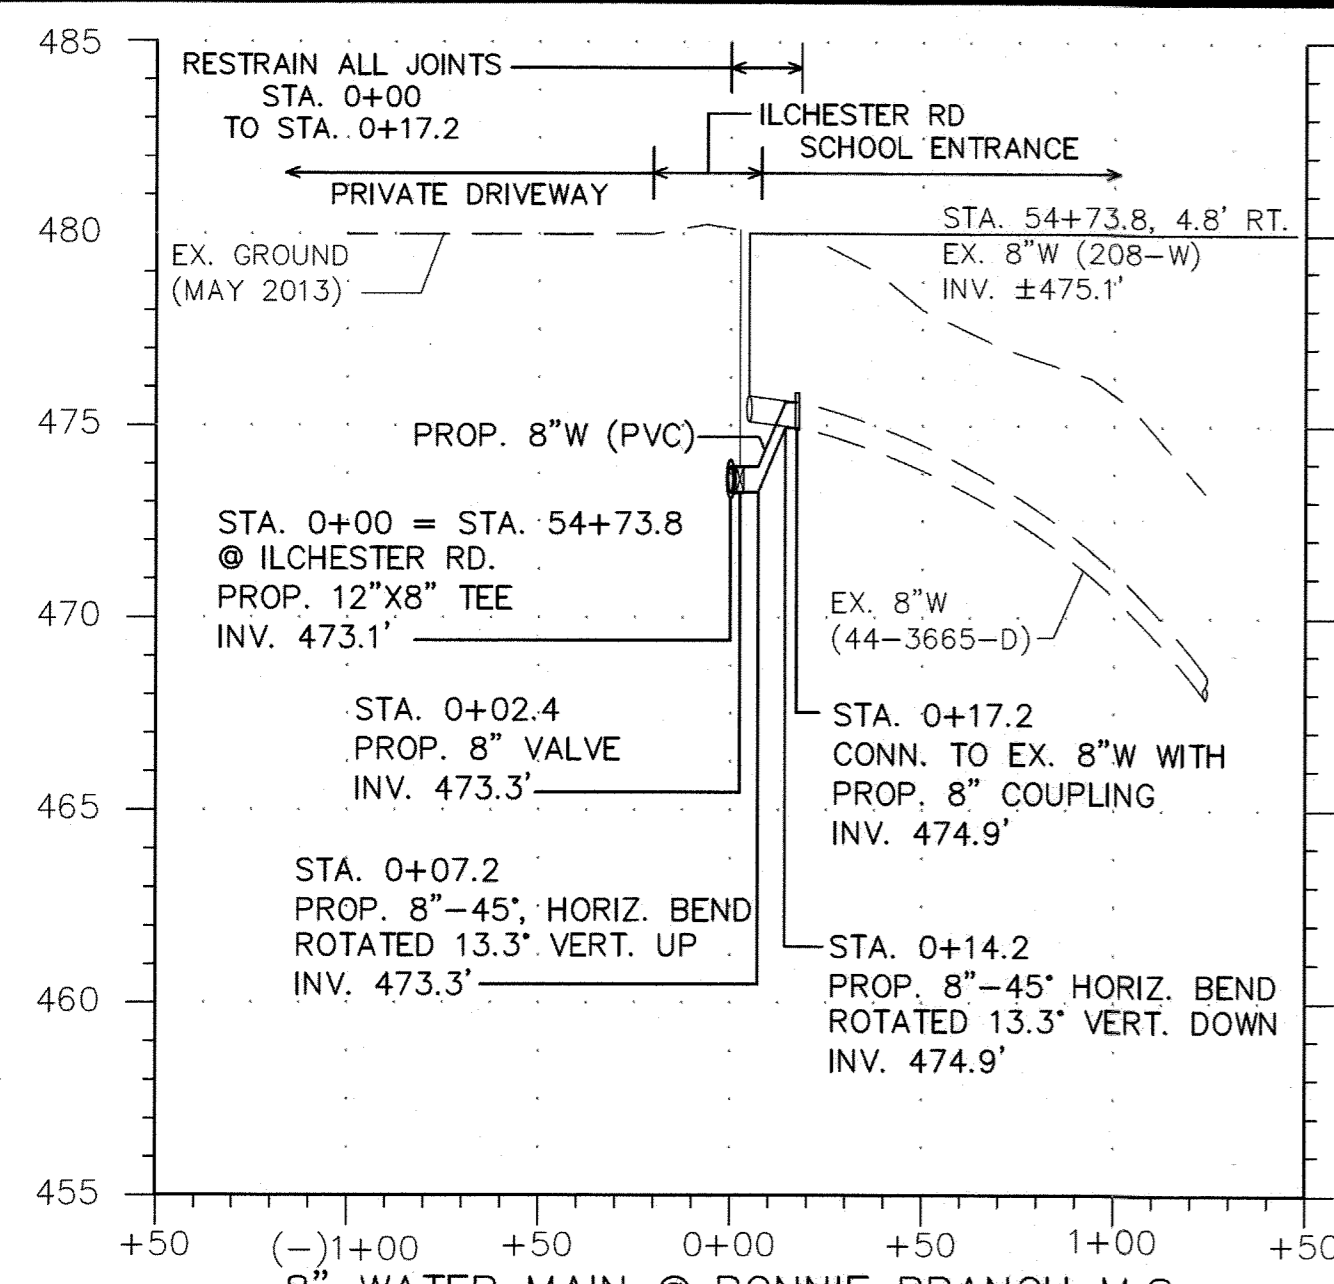 485
RESTRAIN ALL JOINTS
STA. 0+00
TO STA. 0+17.2
ILCHESTER RD
SCHOOL ENTRANCE
PRIVATE DRIVEWAY
480
STA. 54+73.8, 4.8' RT.
EX. 8"W (208-W)
INV. ±475.1'
EX. GROUND
(MAY 2013)
475
PROP. 8"W (PVC)
STA. 0+00 = STA. 54+73.8
@ ILCHESTER RD.
PROP. 12"X8" TEE
INV. 473.1'
470
EX. 8"W
(44-3665-D)
STA. 0+02.4
PROP. 8" VALVE
INV. 473.3'
STA. 0+17.2
CONN. TO EX. 8"W WITH
PROP. 8" COUPLING
INV. 474.9'
465
STA. 0+07.2
PROP. 8"-45°, HORIZ. BEND
ROTATED 13.3° VERT. UP
INV. 473.3'
STA. 0+14.2
PROP. 8"-45° HORIZ. BEND
ROTATED 13.3° VERT. DOWN
INV. 474.9'
460
455
+50 (-)1+00 +50 0+00 +50 1+00 +50
8" WATER MAIN @ BONNIE BRANCH M.S.